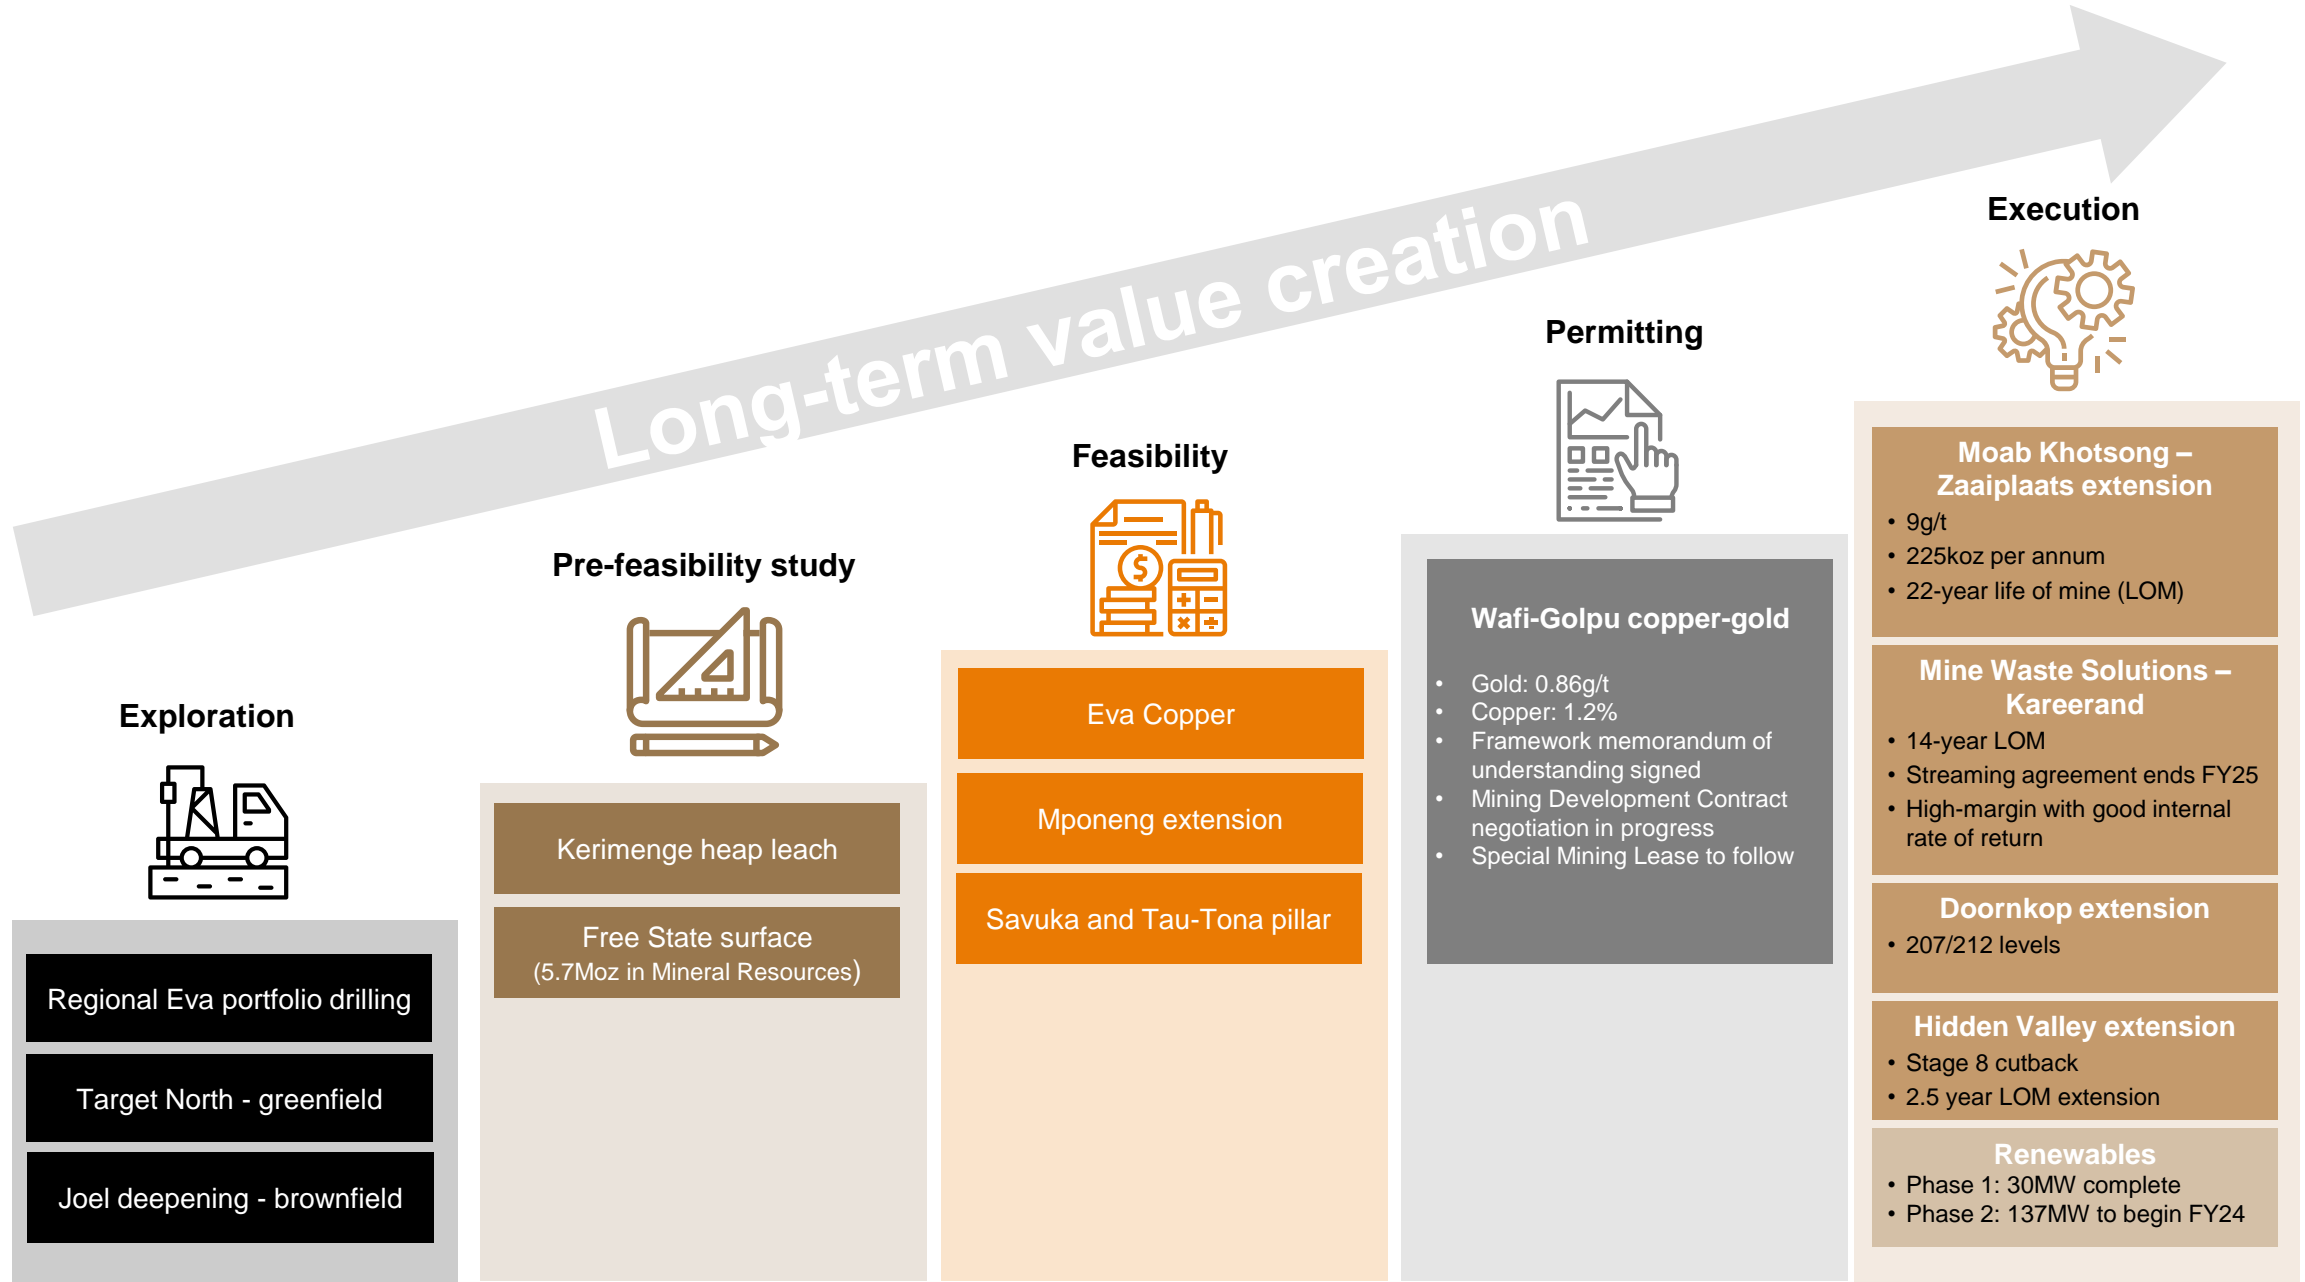 Long-term value creation
Exploration
Regional Eva portfolio drilling
Target North - greenfield
Joel deepening - brownfield
Pre-feasibility study
Kerimenge heap leach
Free State surface
(5.7Moz in Mineral Resources)
Feasibility
$
Eva Copper
Mponeng extension
Savuka and Tau-Tona pillar
Permitting
Wafi-Golpu copper-gold
• Gold: 0.86g/t
• Copper: 1.2%
• Framework memorandum of
understanding signed
• Mining Development Contract
negotiation in progress
• Special Mining Lease to follow
Execution
Moab Khotsong –
Zaaiplaats extension
• 9g/t
• 225koz per annum
• 22-year life of mine (LOM)
Mine Waste Solutions –
Kareerand
• 14-year LOM
• Streaming agreement ends FY25
• High-margin with good internal
rate of return
Doornkop extension
• 207/212 levels
Hidden Valley extension
• Stage 8 cutback
• 2.5 year LOM extension
Renewables
• Phase 1: 30MW complete
• Phase 2: 137MW to begin FY24